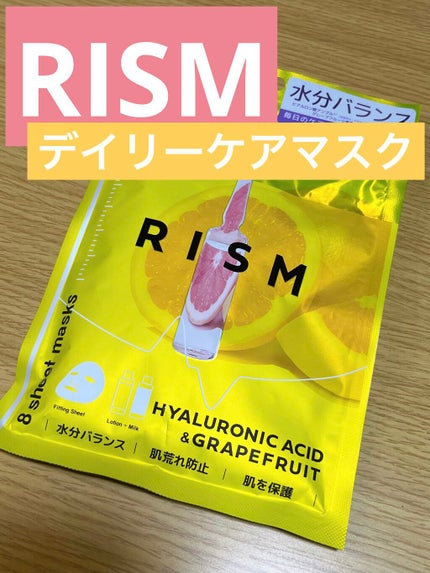 RISM
デイリーケアマスク
水分バランス
RISM
8 sheet masks
Fitting Sheet
Lotion + Milk
HYALURONIC ACID
& GRAPEFRUIT
水分バランス
肌荒れ防止
肌を保護